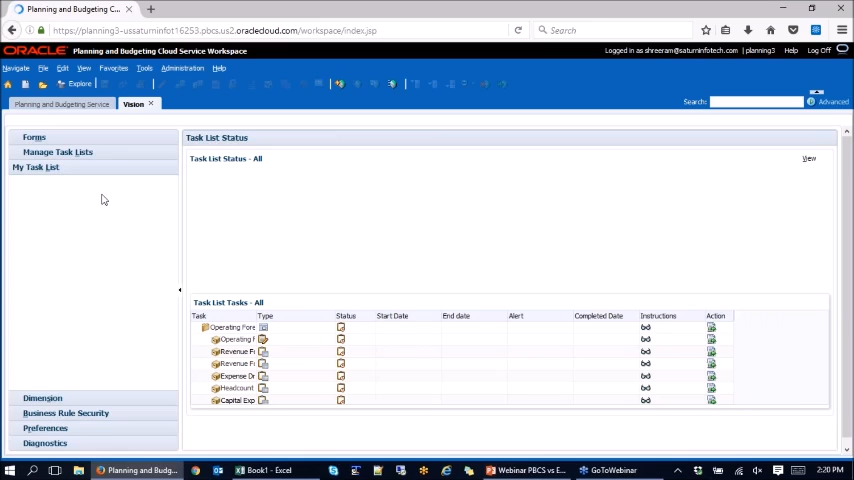 Planning and Budgeting C...
https://planning3-ussaturninfot16253.pbcs.us2.oraclecloud.com/workspace/index.jsp
Search
ORACLE Planning and Budgeting Cloud Service Workspace
Logged in as shreeram@saturninfotech.com | planning3 Help Log Off
Navigate File Edit View Favorites Tools Administration Help
Explore
Planning and Budgeting Service Vision
Search: Advanced
Forms
Manage Task Lists
My Task List
Dimension
Business Rule Security
Preferences
Diagnostics
Task List Status
Task List Status - All View
Task List Tasks - All
Task Type Status Start Date End date Alert Completed Date Instructions Action
Operating Fore
Operating f
Revenue F
Revenue F
Expense Dr
Headcount
Capital Exp
Planning and Budg... Book1 - Excel Webinar PBCS vs E... GoToWebinar 2:20 PM